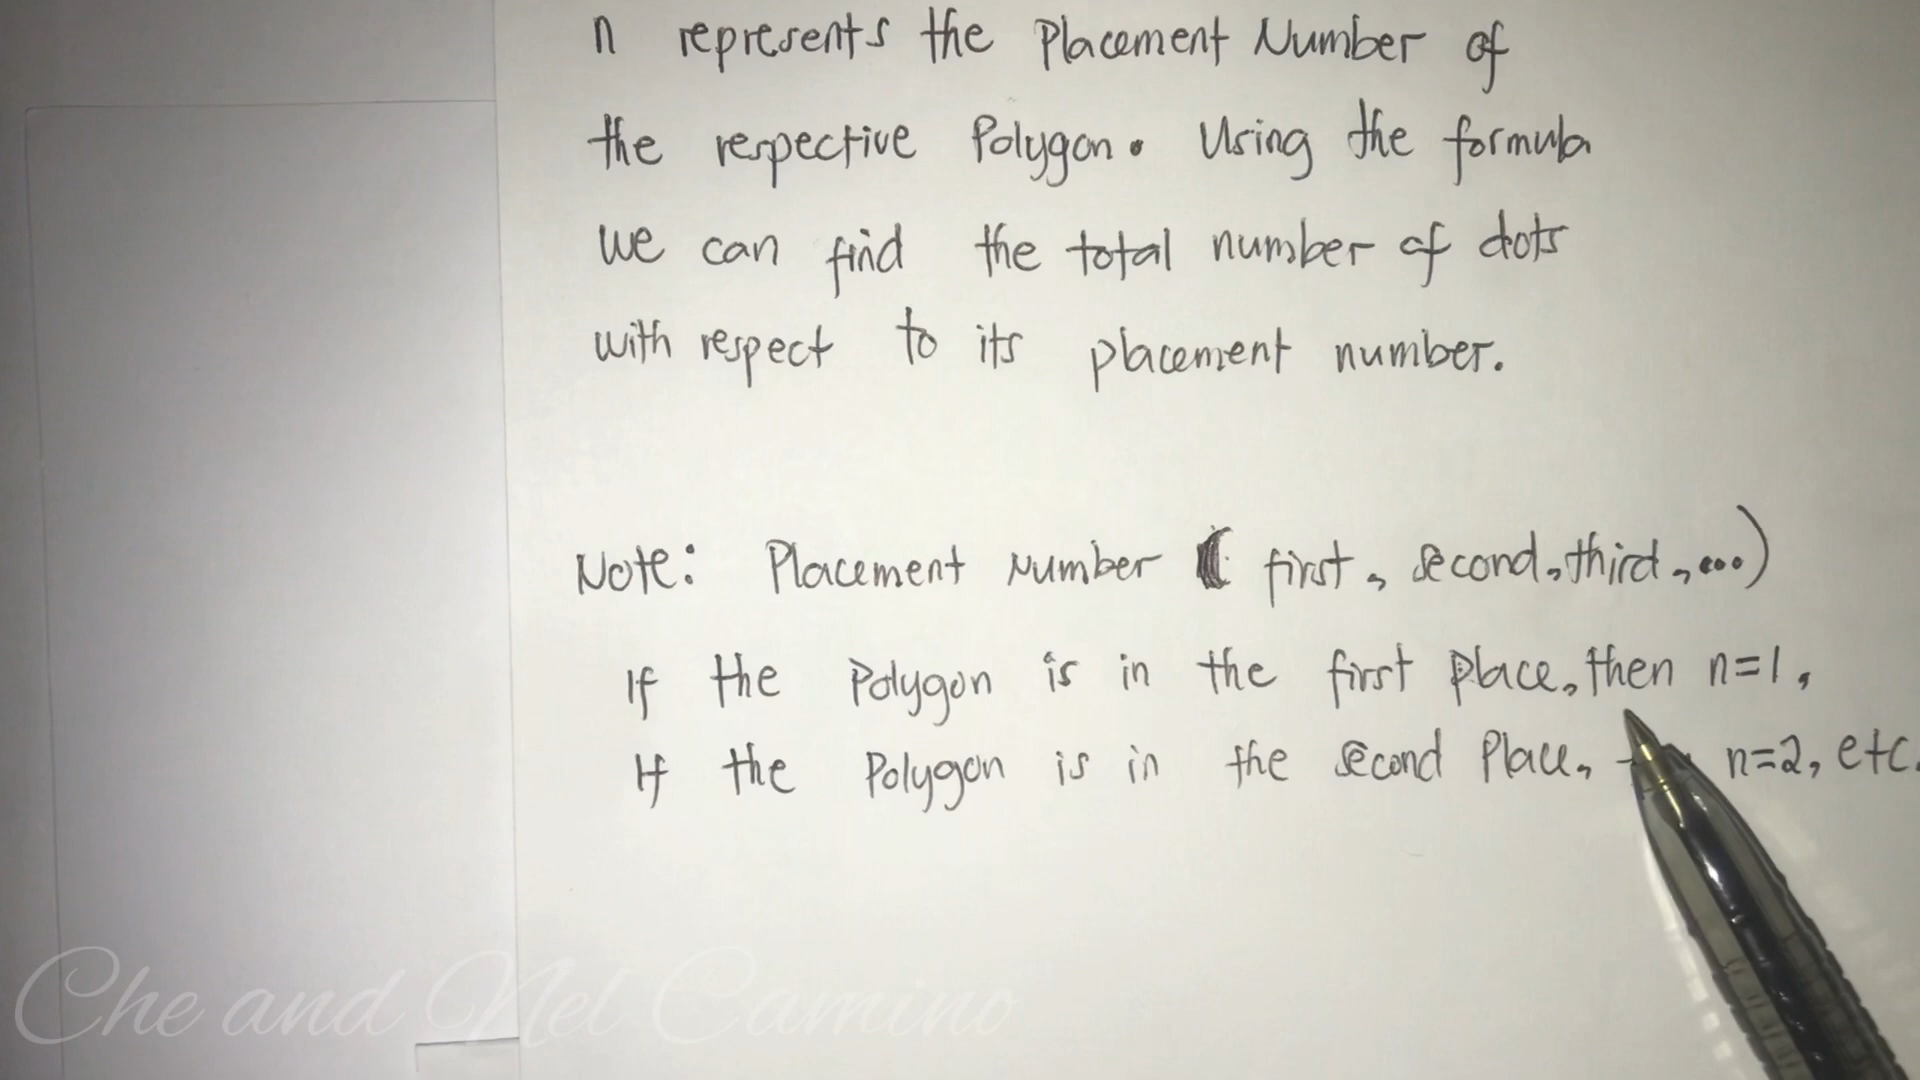 n represents the Placement Number of
the respective Polygon. Using the formula
we can find the total number of dots
with respect to its placement number.
Note: Placement Number ( first, second, third, ...)
If the Polygon is in the first place, then n=1,
If the Polygon is in the second Place, n=2, etc.
Che and Nel Camino